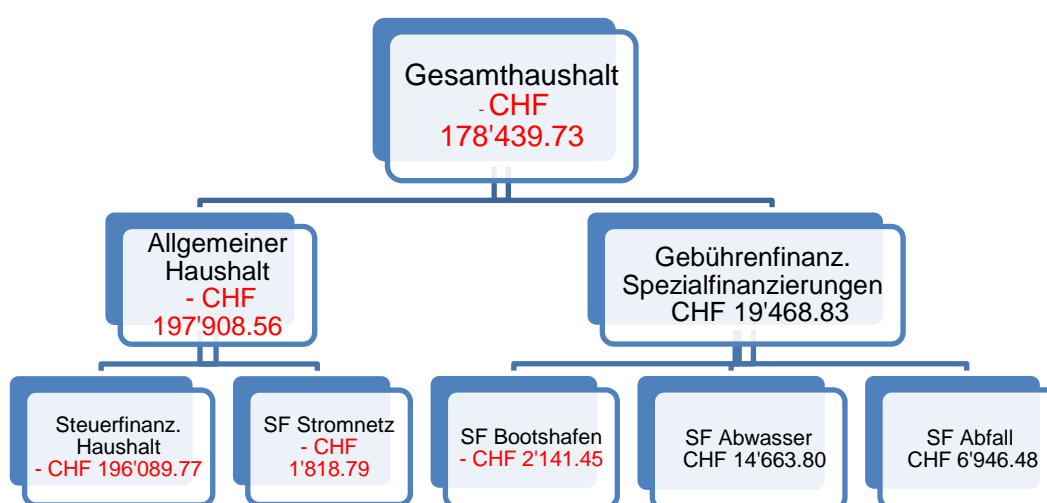 Gesamthaushalt
- CHF
178'439.73
Allgemeiner
Haushalt
- CHF
197'908.56
Gebührenfinanz.
Spezialfinanzierungen
CHF 19'468.83
Steuerfinanz.
Haushalt
- CHF 196'089.77
SF Stromnetz
- CHF
1'818.79
SF Bootshafen
- CHF 2'141.45
SF Abwasser
CHF 14'663.80
SF Abfall
CHF 6'946.48